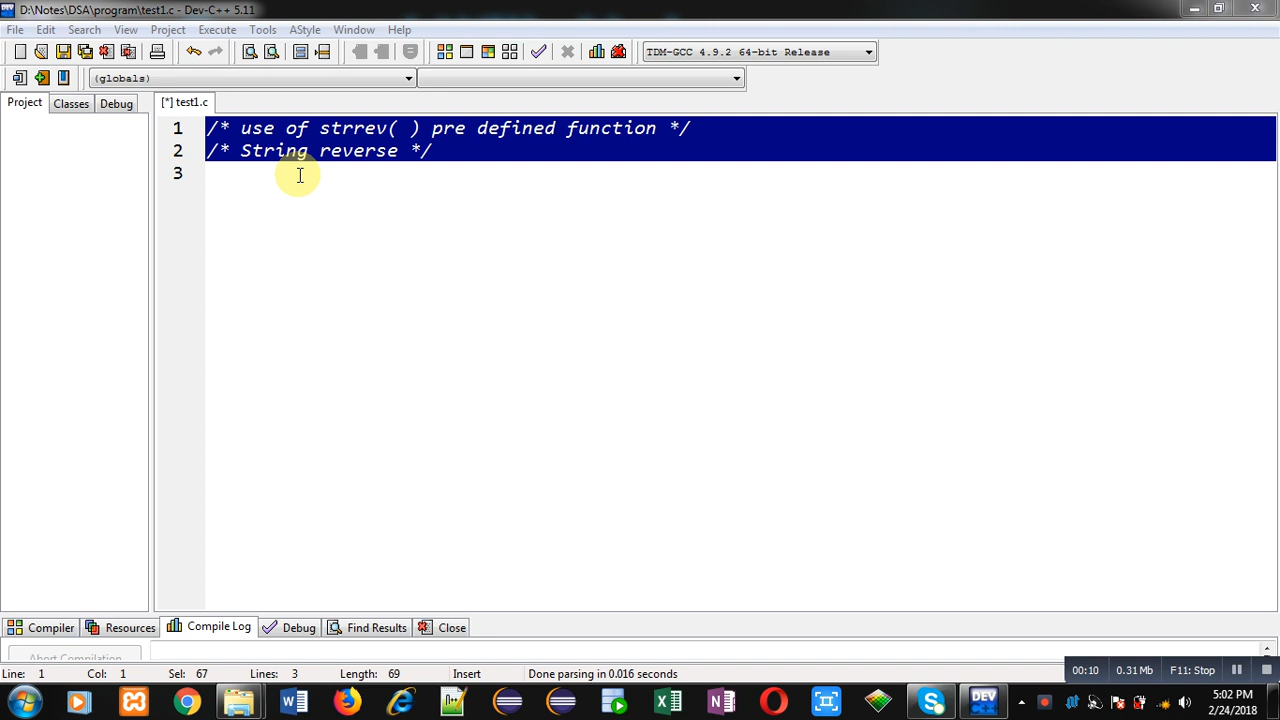 D:\Notes\DSA\program\test1.c - Dev-C++ 5.11
File Edit Search View Project Execute Tools AStyle Window Help
TDM-GCC 4.9.2 64-bit Release
(globals)
Project Classes Debug [*] test1.c
1 /* use of strrev( ) pre defined function */
2 /* String reverse */
3
Compiler Resources Compile Log Debug Find Results Close
Abort Compilation
Line: 1 Col: 1 Sel: 67 Lines: 3 Length: 69 Insert Done parsing in 0.016 seconds
00:10 0.31 Mb F11: Stop
DEV C++
5:02 PM
2/24/2018